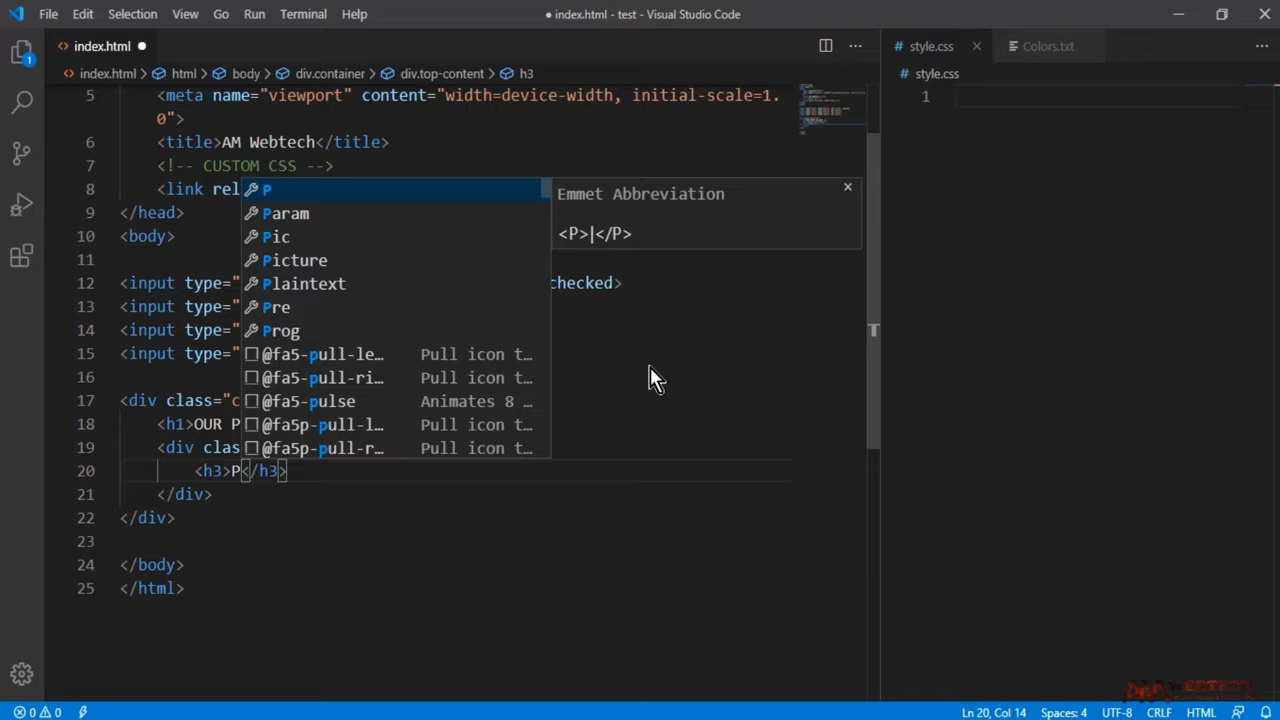 File Edit Selection View Go Run Terminal Help
● index.html - test - Visual Studio Code
index.html ●
style.css
Colors.txt
index.html > html > body > div.container > div.top-content > h3
style.css
1
1
5 <meta name="viewport" content="width=device-width, initial-scale=1.
0">
6 <title>AM Webtech</title>
7 <!-- CUSTOM CSS -->
8 <link rel
9 </head>
10 <body>
11
12 <input type=" checked>
13 <input type="
14 <input type="
15 <input type="
16
17 <div class="c
18 <h1>OUR P
19 <div clas
20 <h3>P</h3>
21 </div>
22 </div>
23
24 </body>
25 </html>
P
Param
Pic
Picture
Plaintext
Pre
Prog
@fa5-pull-le… Pull icon t…
@fa5-pull-ri… Pull icon t…
@fa5-pulse Animates 8 …
@fa5p-pull-l… Pull icon t…
@fa5p-pull-r… Pull icon t…
Emmet Abbreviation
<P>|</P>
WEBTECH
0 0
Ln 20, Col 14 Spaces: 4 UTF-8 CRLF HTML